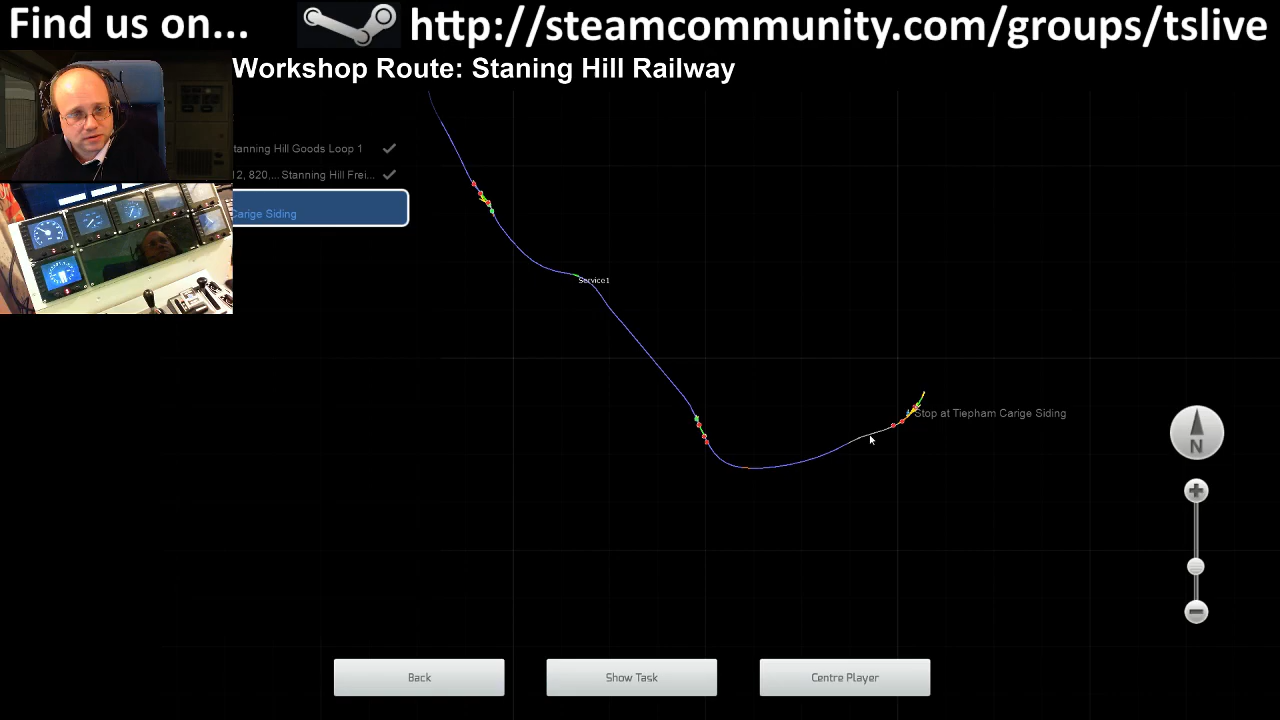 Find us on...
http://steamcommunity.com/groups/tslive
Workshop Route: Staning Hill Railway
tanning Hill Goods Loop 1
12, 820,... Stanning Hill Frei...
Carige Siding
Service1
Stop at Tiepham Carige Siding
N
Back
Show Task
Centre Player